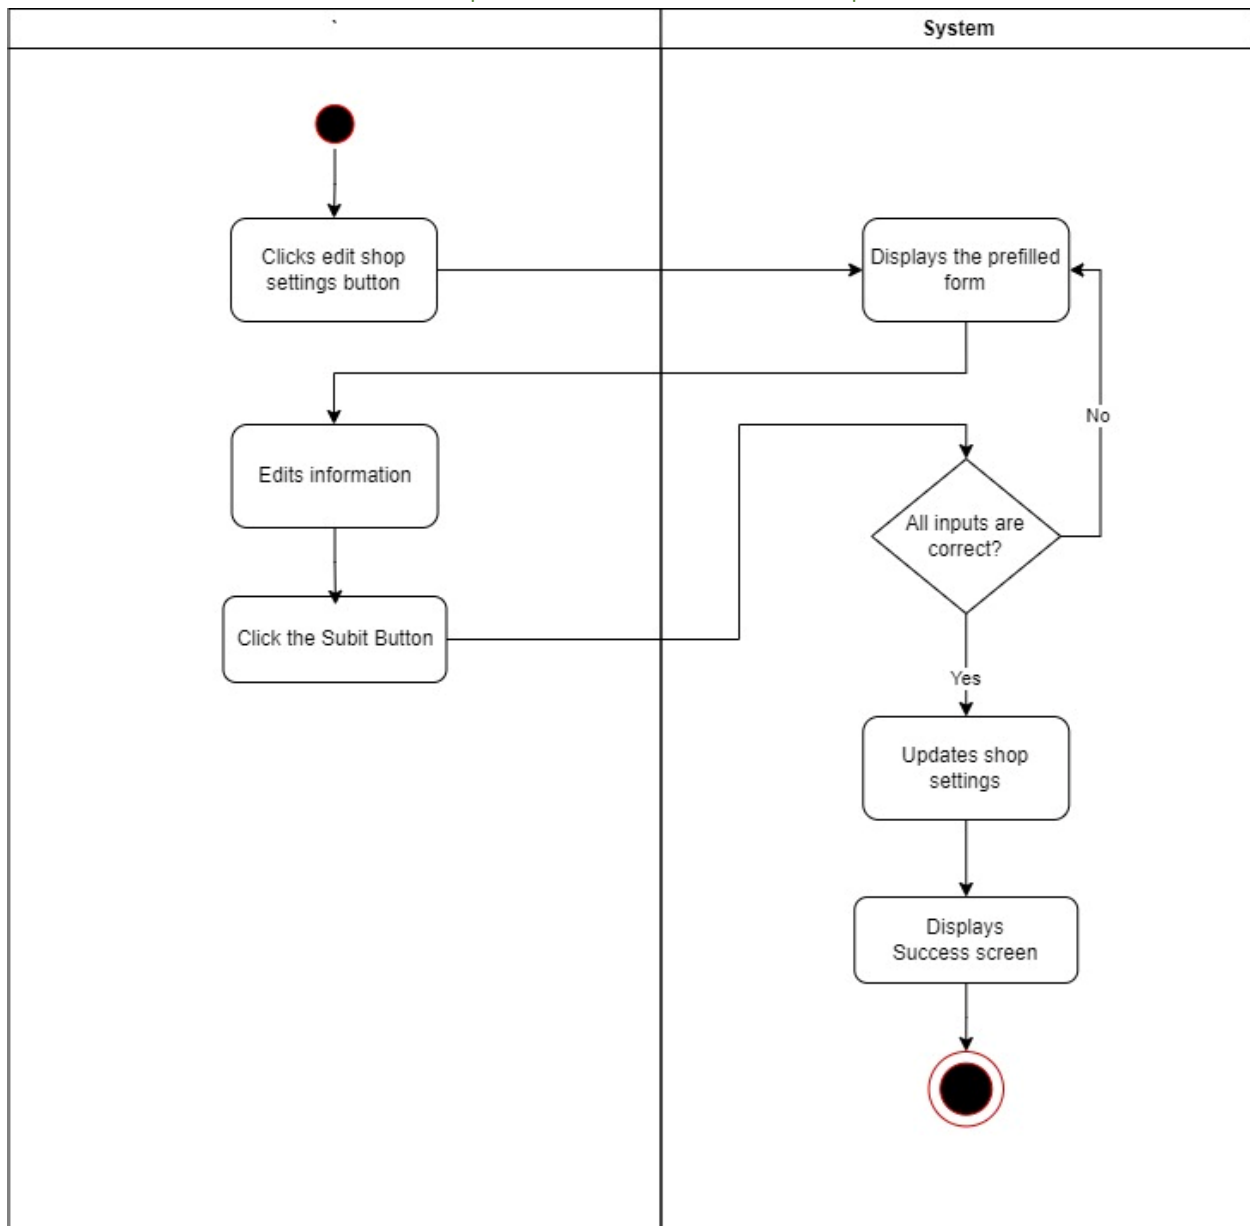 `
System
Clicks edit shop
settings button
Displays the prefilled
form
Edits information
No
All inputs are
correct?
Click the Subit Button
Yes
Updates shop
settings
Displays
Success screen